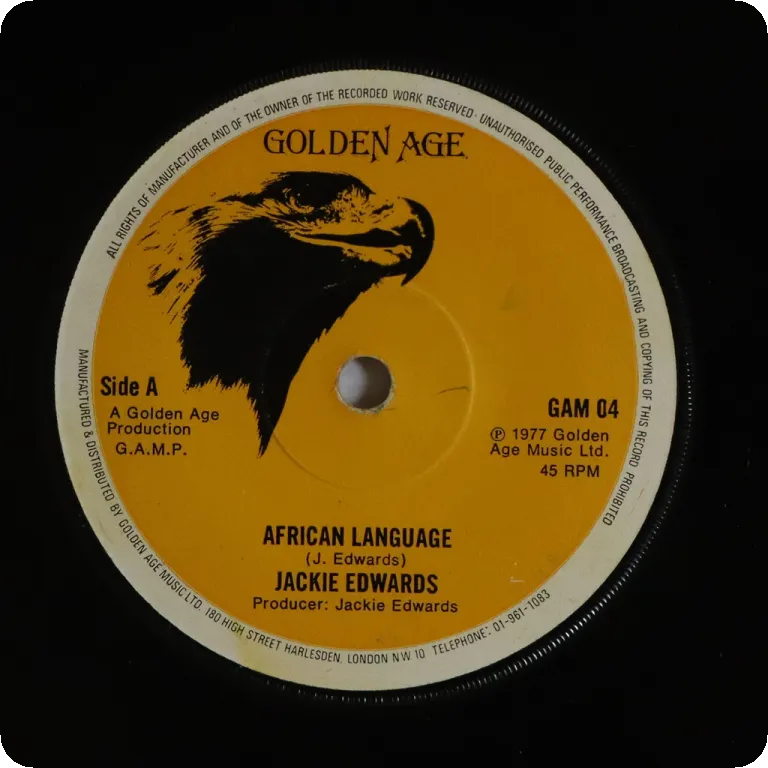 ALL RIGHTS OF MANUFACTURER AND OF THE OWNER OF THE RECORDED WORK RESERVED · UNAUTHORISED PUBLIC PERFORMANCE BROADCASTING AND COPYING OF THIS RECORD PROHIBITED
GOLDEN AGE
Side A
A Golden Age
Production
G.A.M.P.
GAM 04
Ⓟ 1977 Golden
Age Music Ltd.
45 RPM
AFRICAN LANGUAGE
(J. Edwards)
JACKIE EDWARDS
Producer: Jackie Edwards
MANUFACTURED & DISTRIBUTED BY GOLDEN AGE MUSIC LTD. 180 HIGH STREET HARLESDEN. LONDON NW 10 TELEPHONE: 01-961-1083